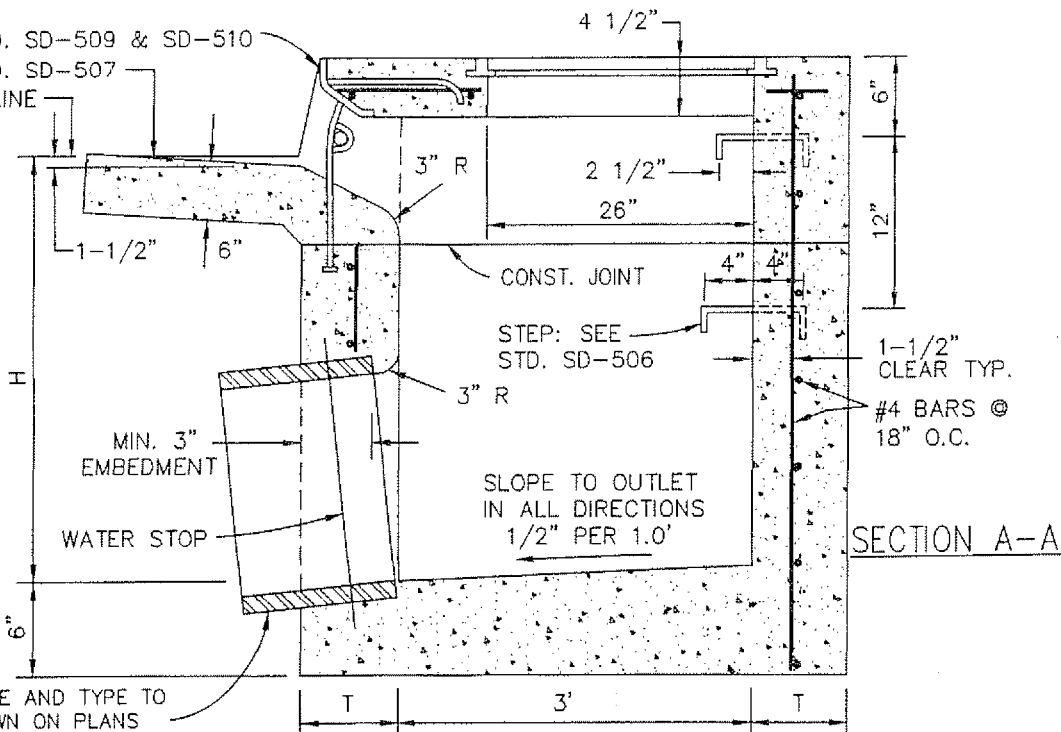 . SD-509 & SD-510
. SD-507
INE
4 1/2"
6"
3" R
2 1/2"
26"
12"
1-1/2"
6"
CONST. JOINT
4" 4"
STEP: SEE
STD. SD-506
1-1/2"
CLEAR TYP.
#4 BARS @
18" O.C.
H
3" R
MIN. 3"
EMBEDMENT
SLOPE TO OUTLET
IN ALL DIRECTIONS
1/2" PER 1.0'
WATER STOP
SECTION A-A
6"
E AND TYPE TO
WN ON PLANS
T
3'
T